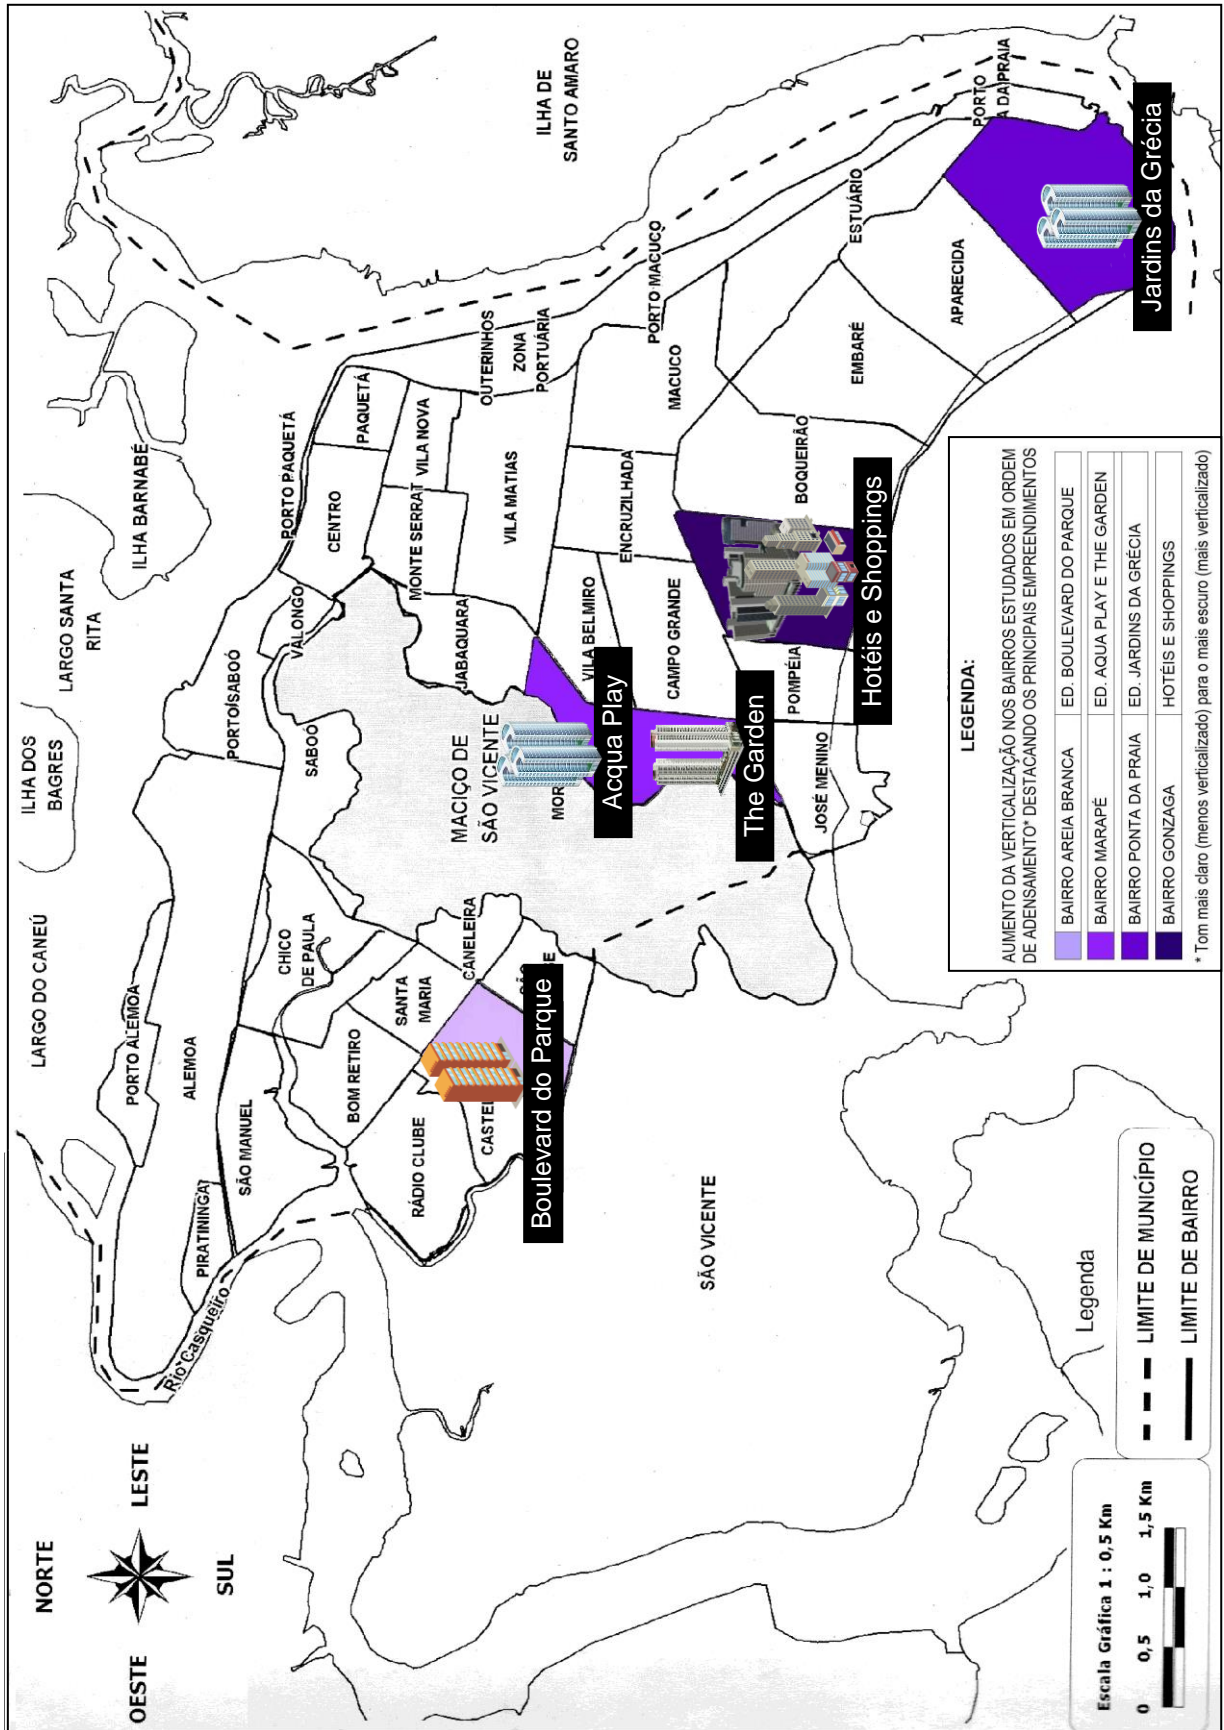 NORTE
OESTE
LESTE
SUL
LARGO DO CANEÚ
ILHA DOS
BAGRES
LARGO SANTA
RITA
ILHA BARNABÉ
PORTO ALEMOA
ALEMOA
PIRATININGA
Rio Casqueiro
SÃO MANUEL
PORTO SABOÓ
PORTO PAQUETÁ
CHICO
DE PAULA
SABOÓ
VALONGO
CENTRO
PAQUETÁ
BOM RETIRO
SANTA
MARIA
RÁDIO CLUBE
MONTE SERRAT
VILA NOVA
CANELEIRA
MACIÇO DE
SÃO VICENTE
JABAQUARA
CASTEL
OUTERINHOS
ZONA
PORTUÁRIA
VILA MATIAS
ILHA DE
SANTO AMARO
Boulevard do Parque
MOR
VILA BELMIRO
Acqua Play
ENCRUZILHADA
PORTO MACUCO
CAMPO GRANDE
MACUCO
SÃO VICENTE
The Garden
POMPÉIA
BOQUEIRÃO
JOSÉ MENINO
EMBARÉ
ESTUÁRIO
Hotéis e Shoppings
APARECIDA
PORTO
A DA PRAIA
Jardins da Grécia
LEGENDA:
AUMENTO DA VERTICALIZAÇÃO NOS BAIRROS ESTUDADOS EM ORDEM
DE ADENSAMENTO* DESTACANDO OS PRINCIPAIS EMPREENDIMENTOS
BAIRRO AREIA BRANCA ED. BOULEVARD DO PARQUE
BAIRRO MARAPÉ ED. AQUA PLAY E THE GARDEN
BAIRRO PONTA DA PRAIA ED. JARDINS DA GRÉCIA
BAIRRO GONZAGA HOTÉIS E SHOPPINGS
* Tom mais claro (menos verticalizado) para o mais escuro (mais verticalizado)
Legenda
LIMITE DE MUNICÍPIO
LIMITE DE BAIRRO
Escala Gráfica 1 : 0,5 Km
0 0,5 1,0 1,5 Km